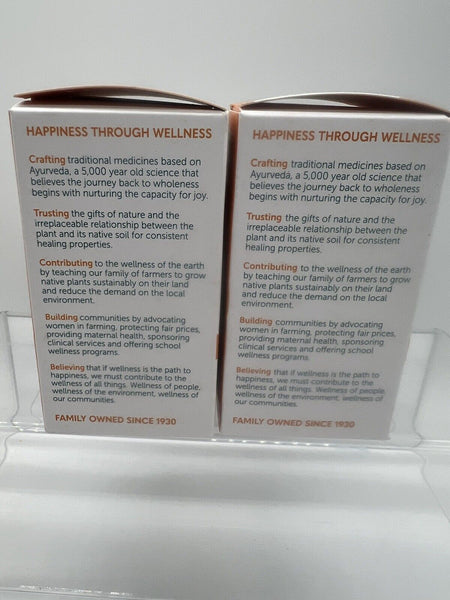 HAPPINESS THROUGH WELLNESS
Crafting traditional medicines based on
Ayurveda, a 5,000 year old science that
believes the journey back to wholeness
begins with nurturing the capacity for joy.
Trusting the gifts of nature and the
irreplaceable relationship between the
plant and its native soil for consistent
healing properties.
Contributing to the wellness of the earth
by teaching our family of farmers to grow
native plants sustainably on their land
and reduce the demand on the local
environment.
Building communities by advocating
women in farming, protecting fair prices,
providing maternal health, sponsoring
clinical services and offering school
wellness programs.
Believing that if wellness is the path to
happiness, we must contribute to the
wellness of all things. Wellness of people,
wellness of the environment, wellness of
our communities.
FAMILY OWNED SINCE 1930
HAPPINESS THROUGH WELLNESS
Crafting traditional medicines based on
Ayurveda, a 5,000 year old science that
believes the journey back to wholeness
begins with nurturing the capacity for joy.
Trusting the gifts of nature and the
irreplaceable relationship between the
plant and its native soil for consistent
healing properties.
Contributing to the wellness of the earth
by teaching our family of farmers to grow
native plants sustainably on their land
and reduce the demand on the local
environment.
Building communities by advocating
women in farming, protecting fair prices,
providing maternal health, sponsoring
clinical services and offering school
wellness programs.
Believing that if wellness is the path to
happiness, we must contribute to the
wellness of all things. Wellness of people,
wellness of the environment, wellness of
our communities.
FAMILY OWNED SINCE 1930